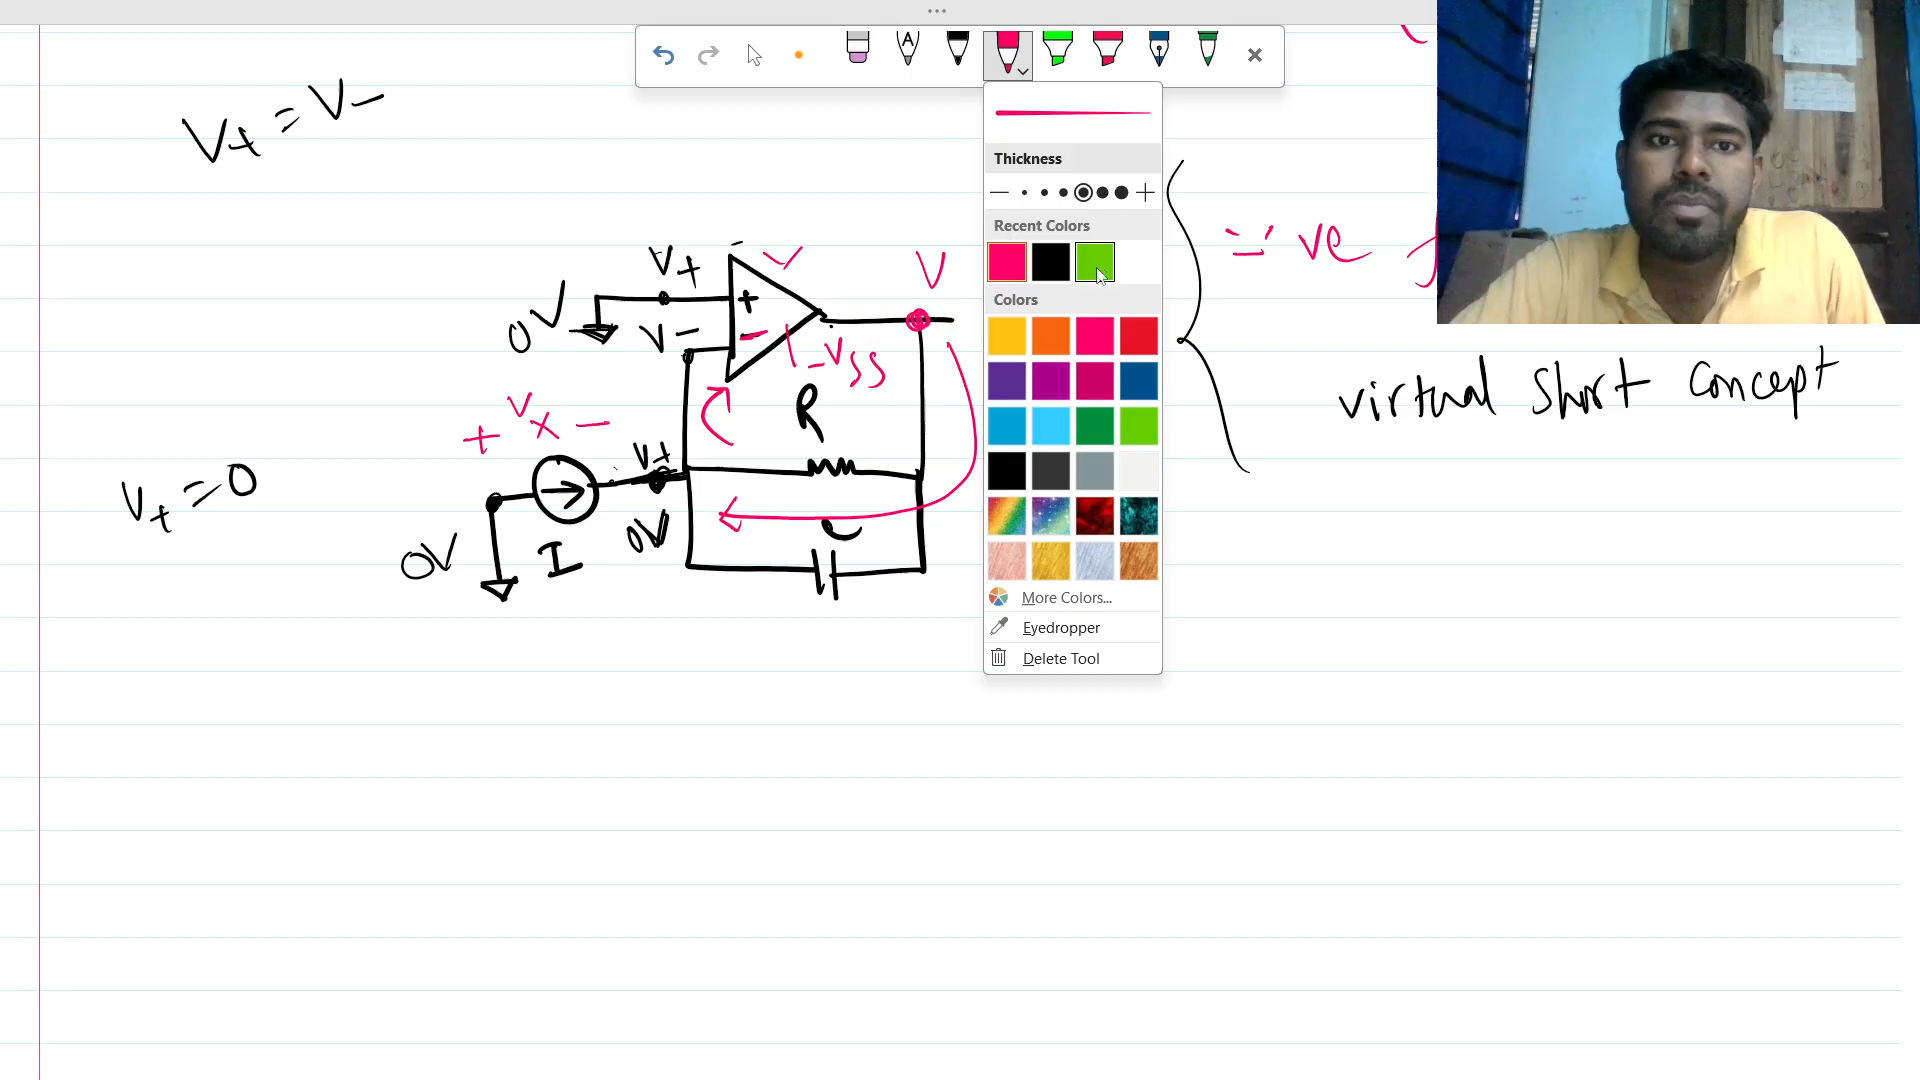 V+ = V-
Thickness
Recent Colors
Colors
More Colors...
Eyedropper
Delete Tool
A
V+
0V
V-
+
-
V
-VSS
R
+ Vx -
V+
0V
I
0V
C
V+ = 0
∵ ve
virtual short concept